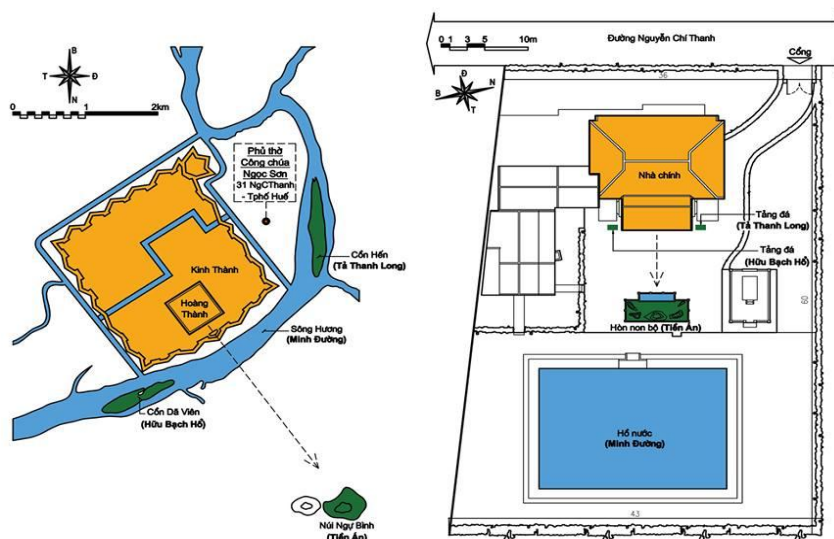 B
T
Đ
N
0
1
2km
Phủ thờ
Công chúa
Ngọc Sơn
31 NgCThanh
- Tphố Huế
Kinh Thành
Hoàng
Thành
Cồn Hến
(Tả Thanh Long)
Sông Hương
(Minh Đường)
Cồn Dã Viên
(Hữu Bạch Hổ)
Núi Ngự Bình
(Tiền Án)
0 1 3 5 10m
Đường Nguyễn Chí Thanh
Cổng
Đ
B
N
T
36
Nhà chính
Tảng đá
(Tả Thanh Long)
Tảng đá
(Hữu Bạch Hổ)
Hòn non bộ (Tiền Án)
60
Hồ nước
(Minh Đường)
43